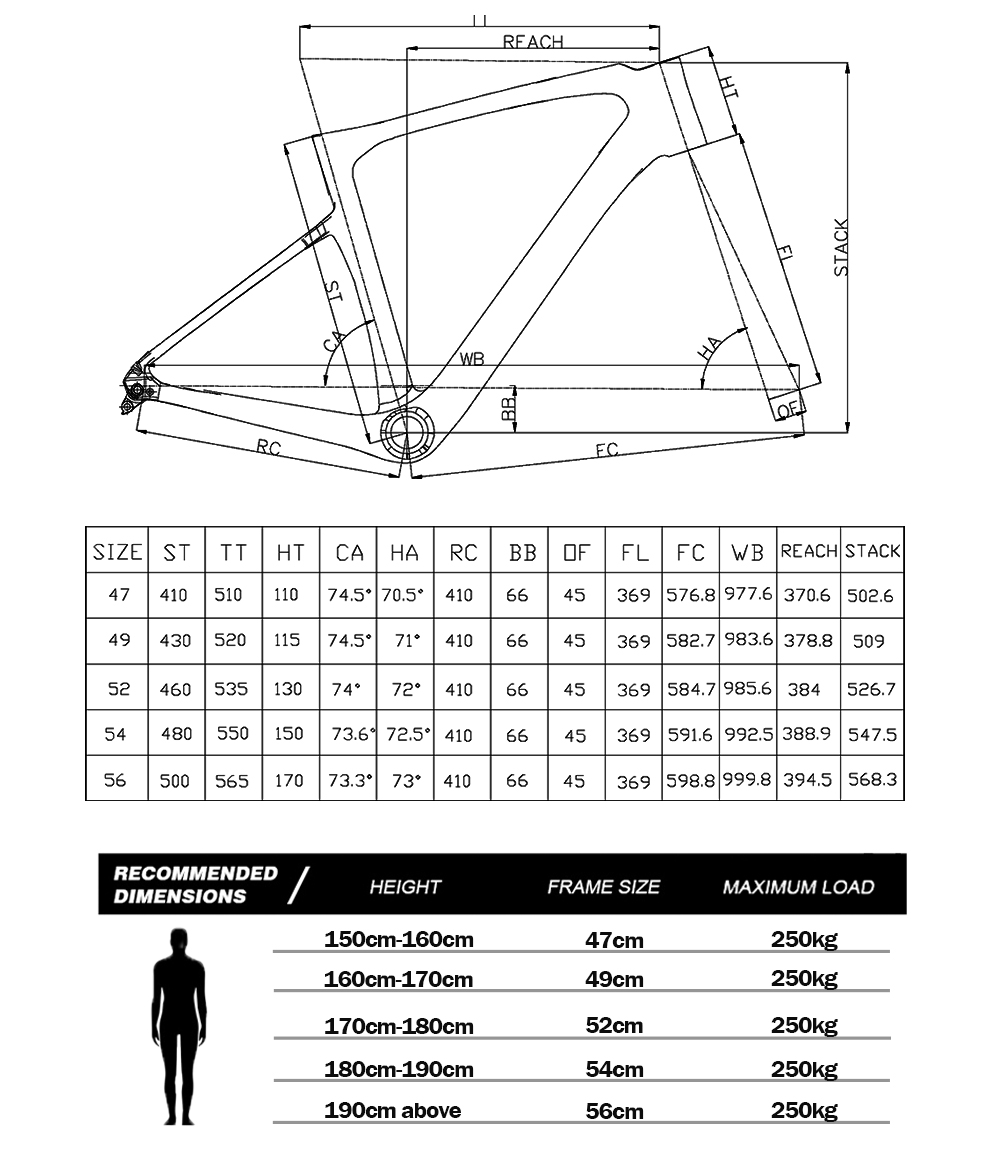 TT
REACH
HT
STACK
FL
ST
CA
HA
WB
BB
OF
RC
FC
SIZE ST TT HT CA HA RC BB OF FL FC WB REACH STACK
47 410 510 110 74.5° 70.5° 410 66 45 369 576.8 977.6 370.6 502.6
49 430 520 115 74.5° 71° 410 66 45 369 582.7 983.6 378.8 509
52 460 535 130 74° 72° 410 66 45 369 584.7 985.6 384 526.7
54 480 550 150 73.6° 72.5° 410 66 45 369 591.6 992.5 388.9 547.5
56 500 565 170 73.3° 73° 410 66 45 369 598.8 999.8 394.5 568.3
RECOMMENDED
DIMENSIONS / HEIGHT FRAME SIZE MAXIMUM LOAD
150cm-160cm 47cm 250kg
160cm-170cm 49cm 250kg
170cm-180cm 52cm 250kg
180cm-190cm 54cm 250kg
190cm above 56cm 250kg